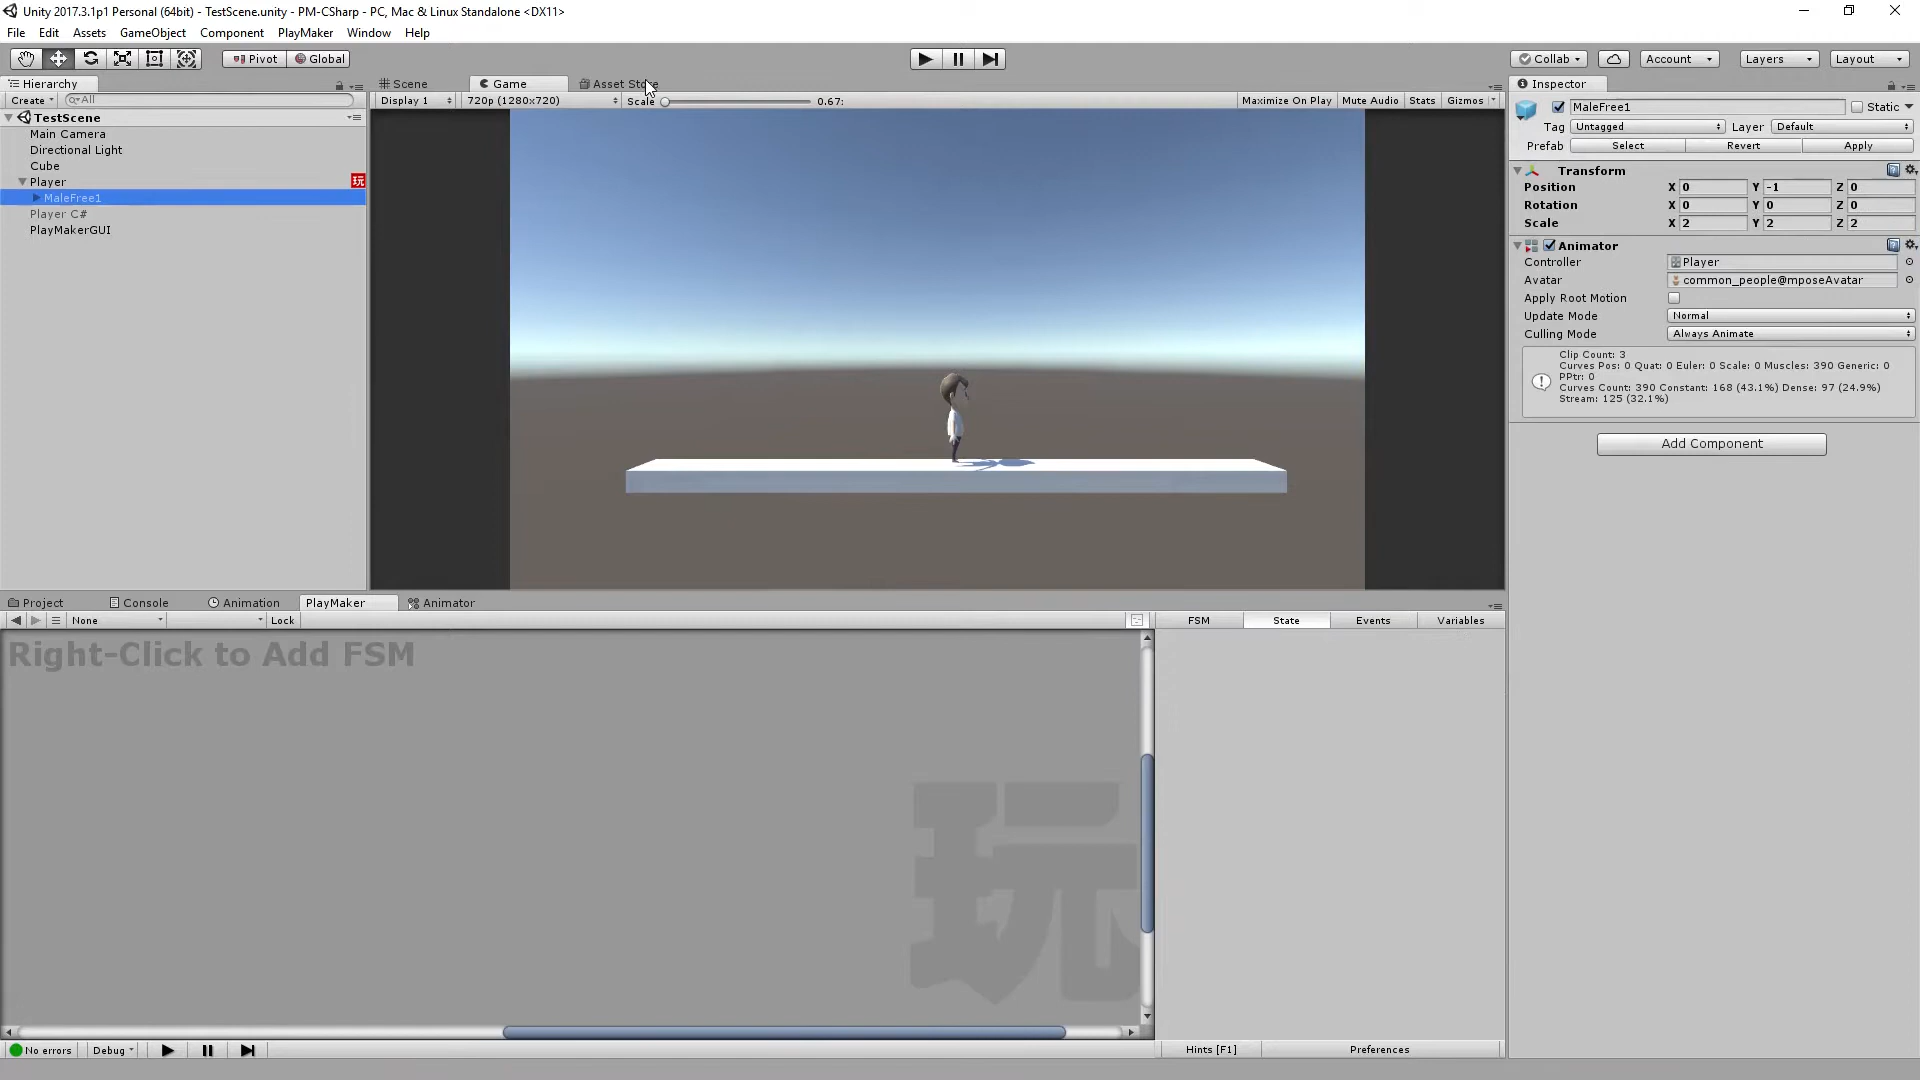 Unity 2017.3.1p1 Personal (64bit) - TestScene.unity - PM-CSharp - PC, Mac & Linux Standalone <DX11>
File Edit Assets GameObject Component PlayMaker Window Help
Pivot Global Collab Account Layers Layout
Hierarchy
Create All
TestScene
Main Camera
Directional Light
Cube
Player 玩
MaleFree1
Player C#
PlayMakerGUI
Scene Game Asset Store
Display 1 720p (1280x720) Scale 0.67: Maximize On Play Mute Audio Stats Gizmos
Inspector
MaleFree1 Static
Tag Untagged Layer Default
Prefab Select Revert Apply
Transform
Position X 0 Y -1 Z 0
Rotation X 0 Y 0 Z 0
Scale X 2 Y 2 Z 2
Animator
Controller Player
Avatar common_people@mposeAvatar
Apply Root Motion
Update Mode Normal
Culling Mode Always Animate
Clip Count: 3
Curves Pos: 0 Quat: 0 Euler: 0 Scale: 0 Muscles: 390 Generic: 0
PPtr: 0
Curves Count: 390 Constant: 168 (43.1%) Dense: 97 (24.9%)
Stream: 125 (32.1%)
Add Component
Project Console Animation PlayMaker Animator
None Lock FSM State Events Variables
Right-Click to Add FSM
玩
No errors Debug Hints [F1] Preferences